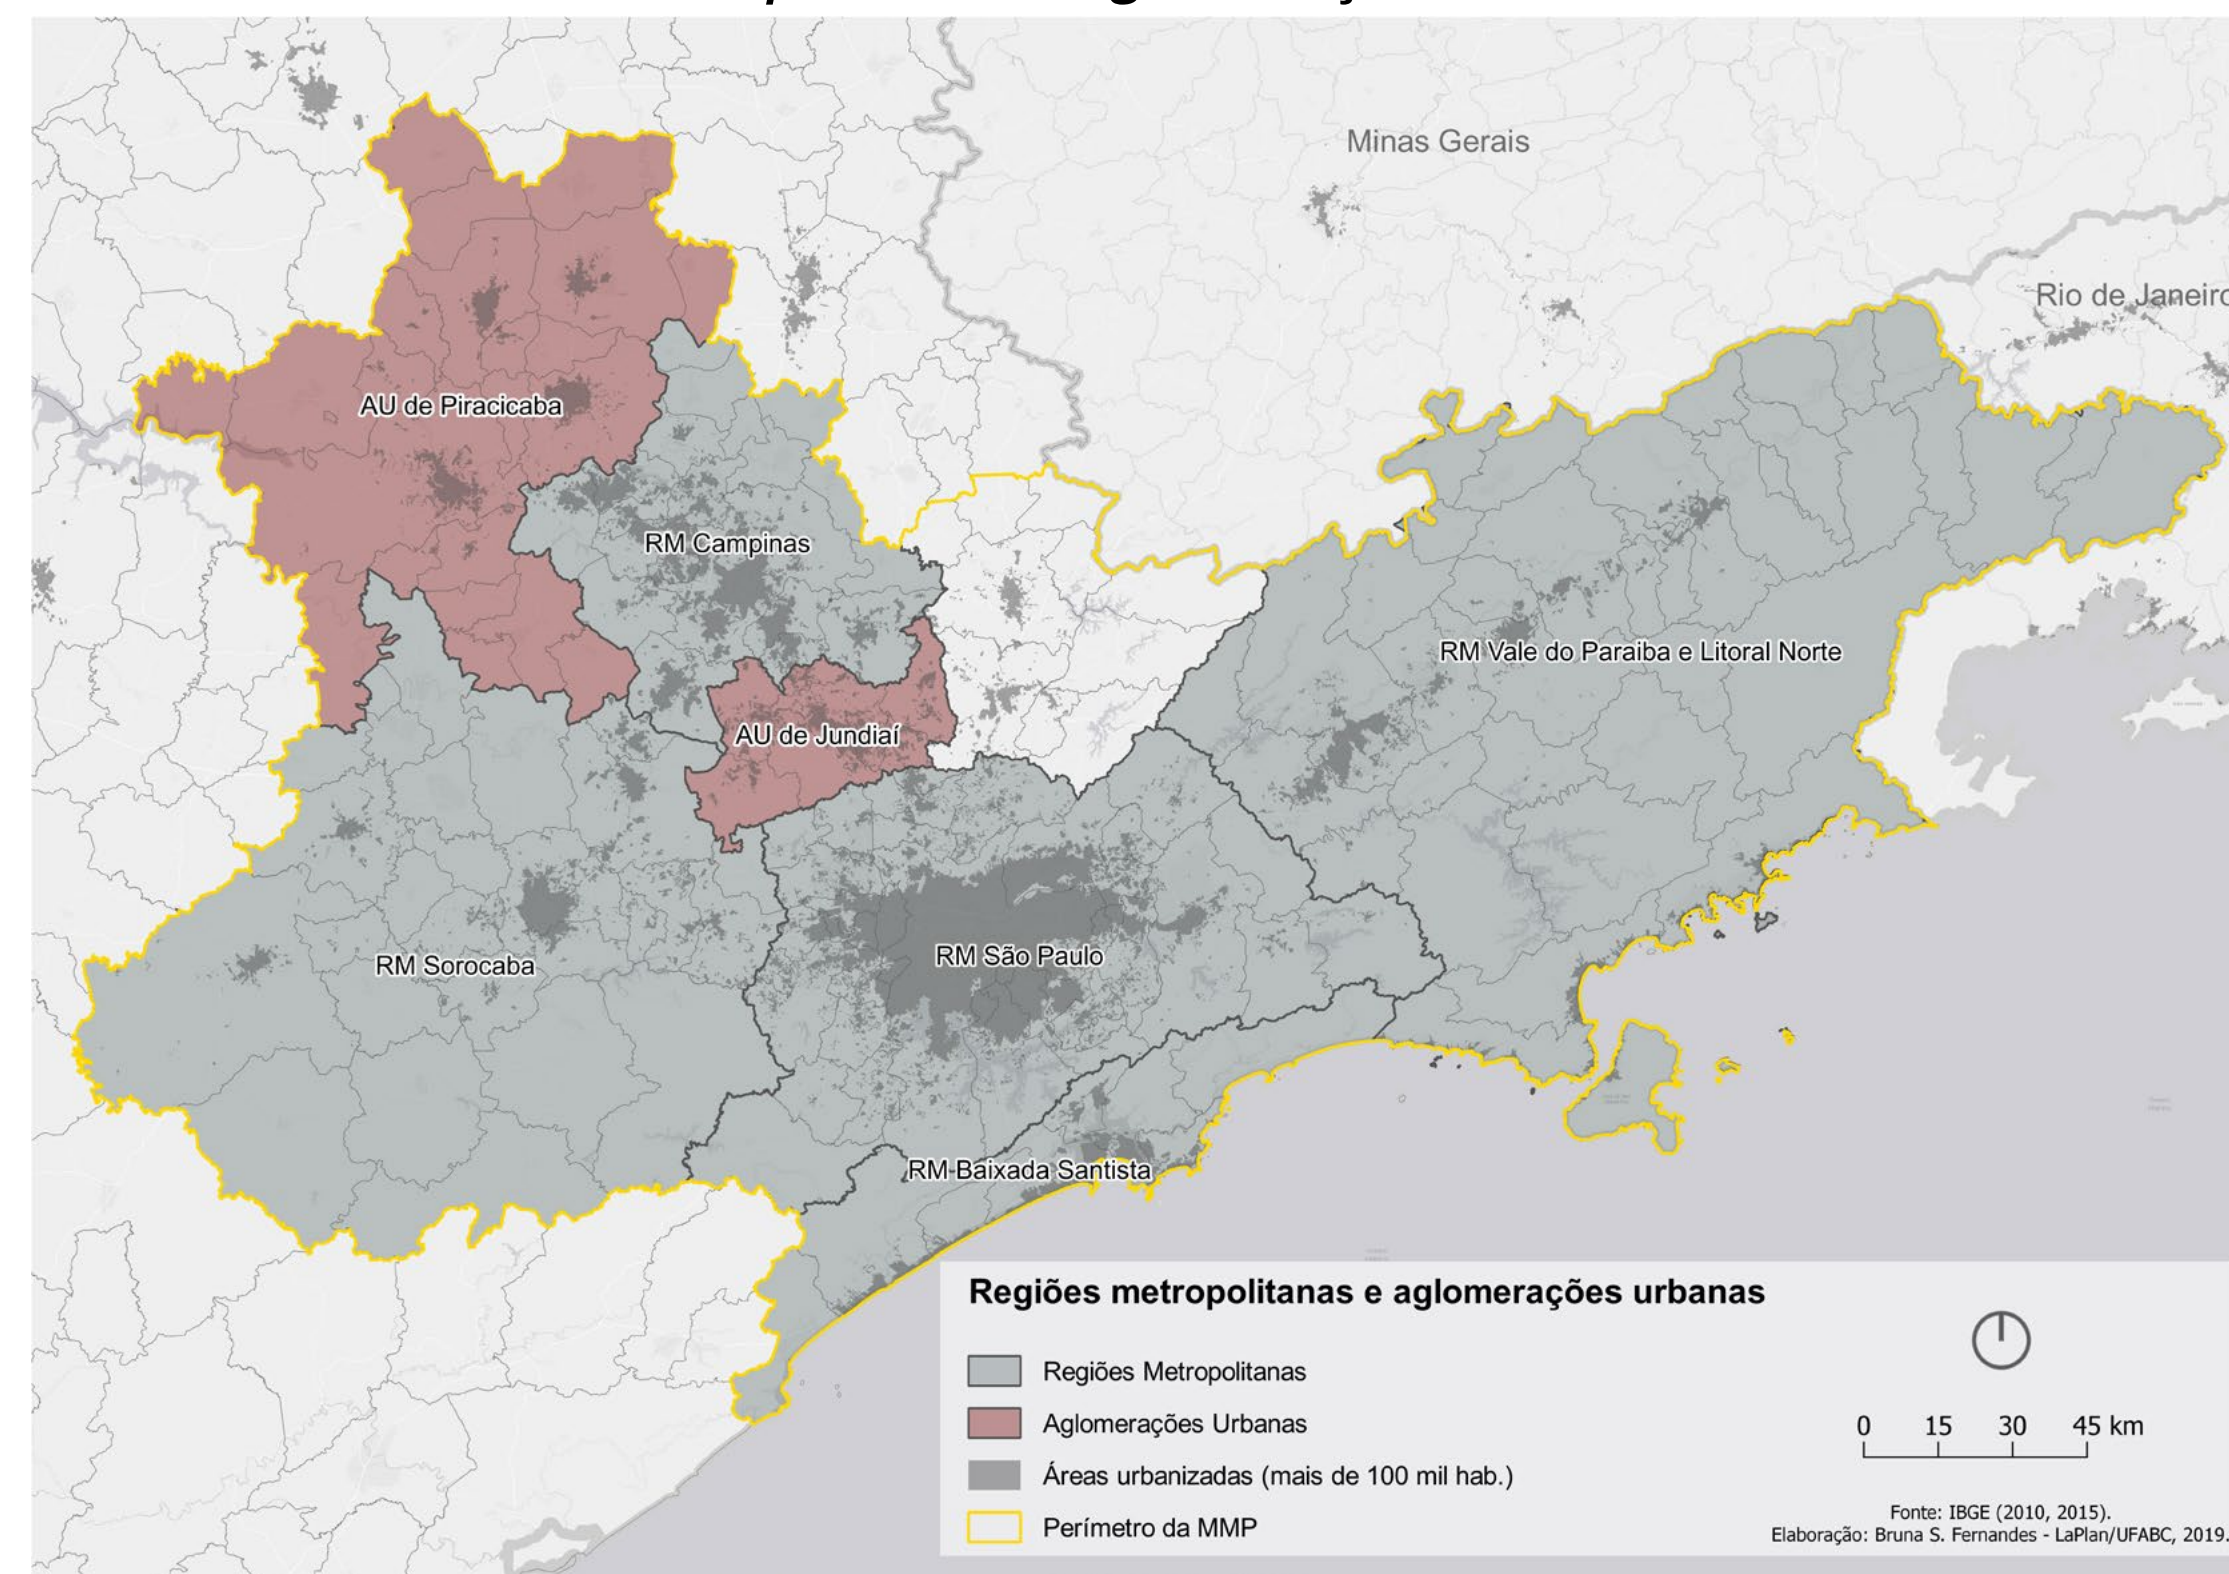 Minas Gerais
Rio de Janeiro
AU de Piracicaba
RM Campinas
RM Vale do Paraiba e Litoral Norte
AU de Jundiaí
RM São Paulo
RM Sorocaba
RM Baixada Santista
Regiões metropolitanas e aglomerações urbanas
Regiões Metropolitanas
Aglomerações Urbanas
Áreas urbanizadas (mais de 100 mil hab.)
Perímetro da MMP
0 15 30 45 km
Fonte: IBGE (2010, 2015).
Elaboração: Bruna S. Fernandes - LaPlan/UFABC, 2019.